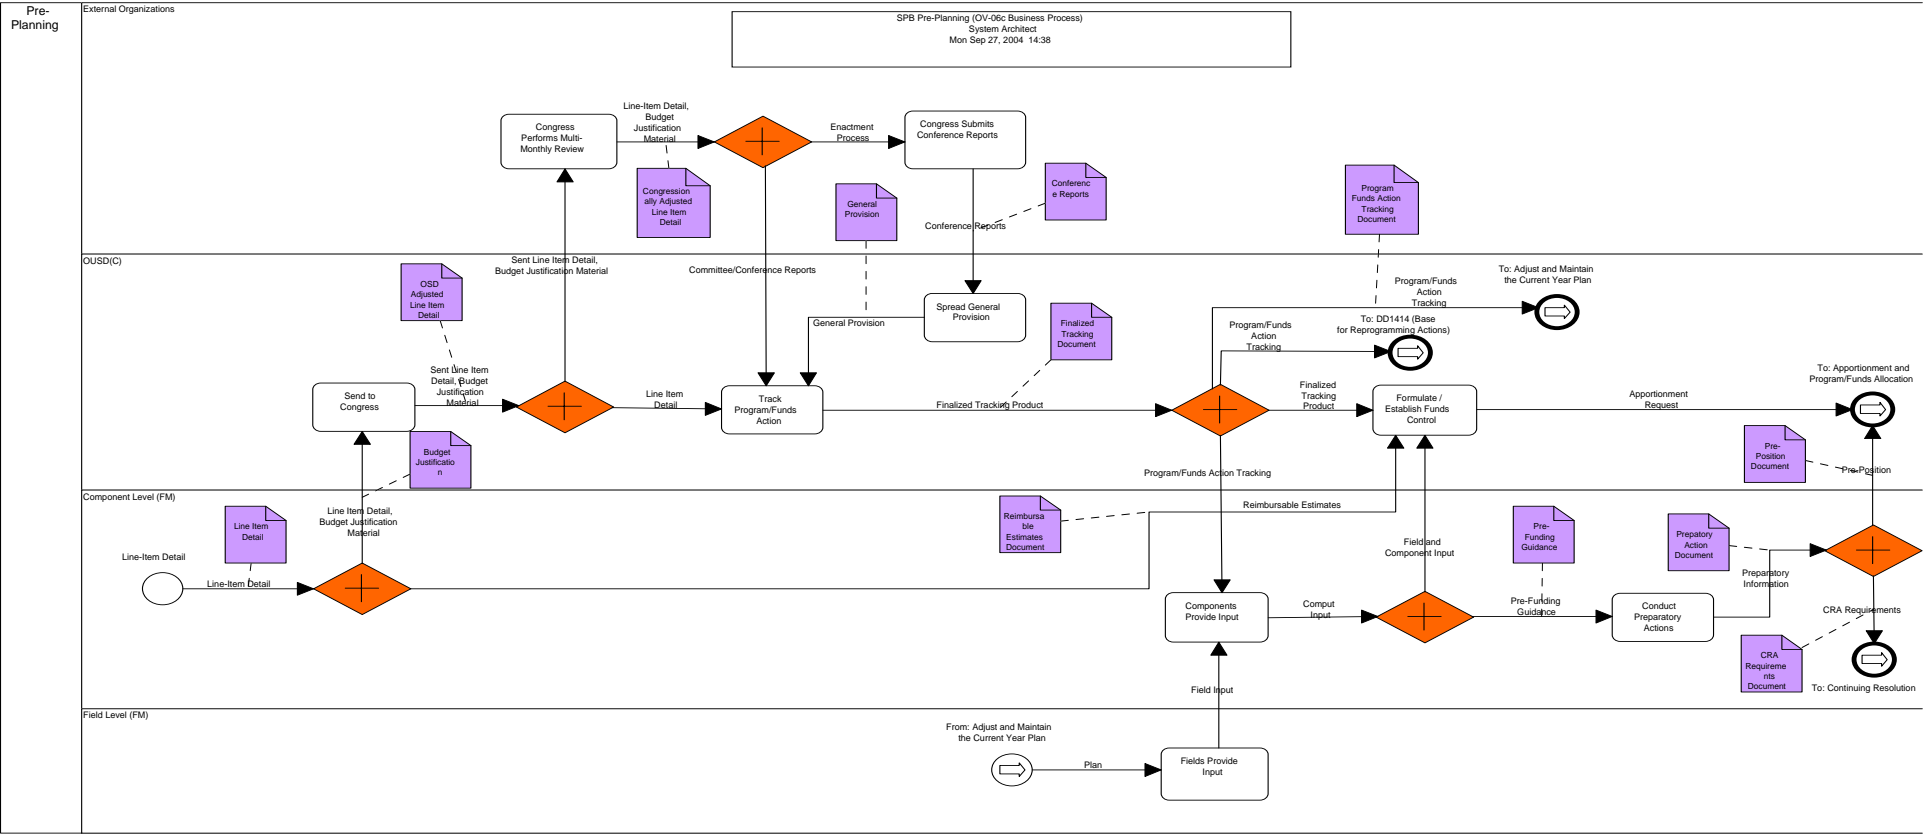 Pre-
Planning
External Organizations
SPB Pre-Planning (OV-06c Business Process)
System Architect
Mon Sep 27, 2004  14:38
Congress
Performs Multi-
Monthly Review
Line-Item Detail,
Budget
Justification
Material
Enactment
Process
Congress Submits
Conference Reports
Congression
ally Adjusted
Line Item
Detail
General
Provision
Conferenc
e Reports
Conference Reports
Program
Funds Action
Tracking
Document
OUSD(C)
Sent Line Item Detail,
Budget Justification Material
Committee/Conference Reports
OSD
Adjusted
Line Item
Detail
Spread General
Provision
General Provision
Finalized
Tracking
Document
Program/Funds
Action
Tracking
To: Adjust and Maintain
the Current Year Plan
Program/Funds
Action
Tracking
To: DD1414 (Base
for Reprogramming Actions)
Sent Line Item
Detail, Budget
Justification
Material
Send to
Congress
Line Item
Detail
Track
Program/Funds
Action
Finalized Tracking Product
Finalized
Tracking
Product
Formulate /
Establish Funds
Control
Apportionment
Request
To: Apportionment and
Program/Funds Allocation
Budget
Justificatio
n
Program/Funds Action Tracking
Pre-
Position
Document
Pre-Position
Component Level (FM)
Line Item
Detail
Line Item Detail,
Budget Justification
Material
Reimbursa
ble
Estimates
Document
Reimbursable Estimates
Field and
Component Input
Pre-
Funding
Guidance
Prepatory
Action
Document
Line-Item Detail
Line-Item Detail
Components
Provide Input
Comput
Input
Pre-Funding
Guidance
Conduct
Preparatory
Actions
Preparatory
Information
CRA Requirements
CRA
Requireme
nts
Document
To: Continuing Resolution
Field Input
Field Level (FM)
From: Adjust and Maintain
the Current Year Plan
Plan
Fields Provide
Input